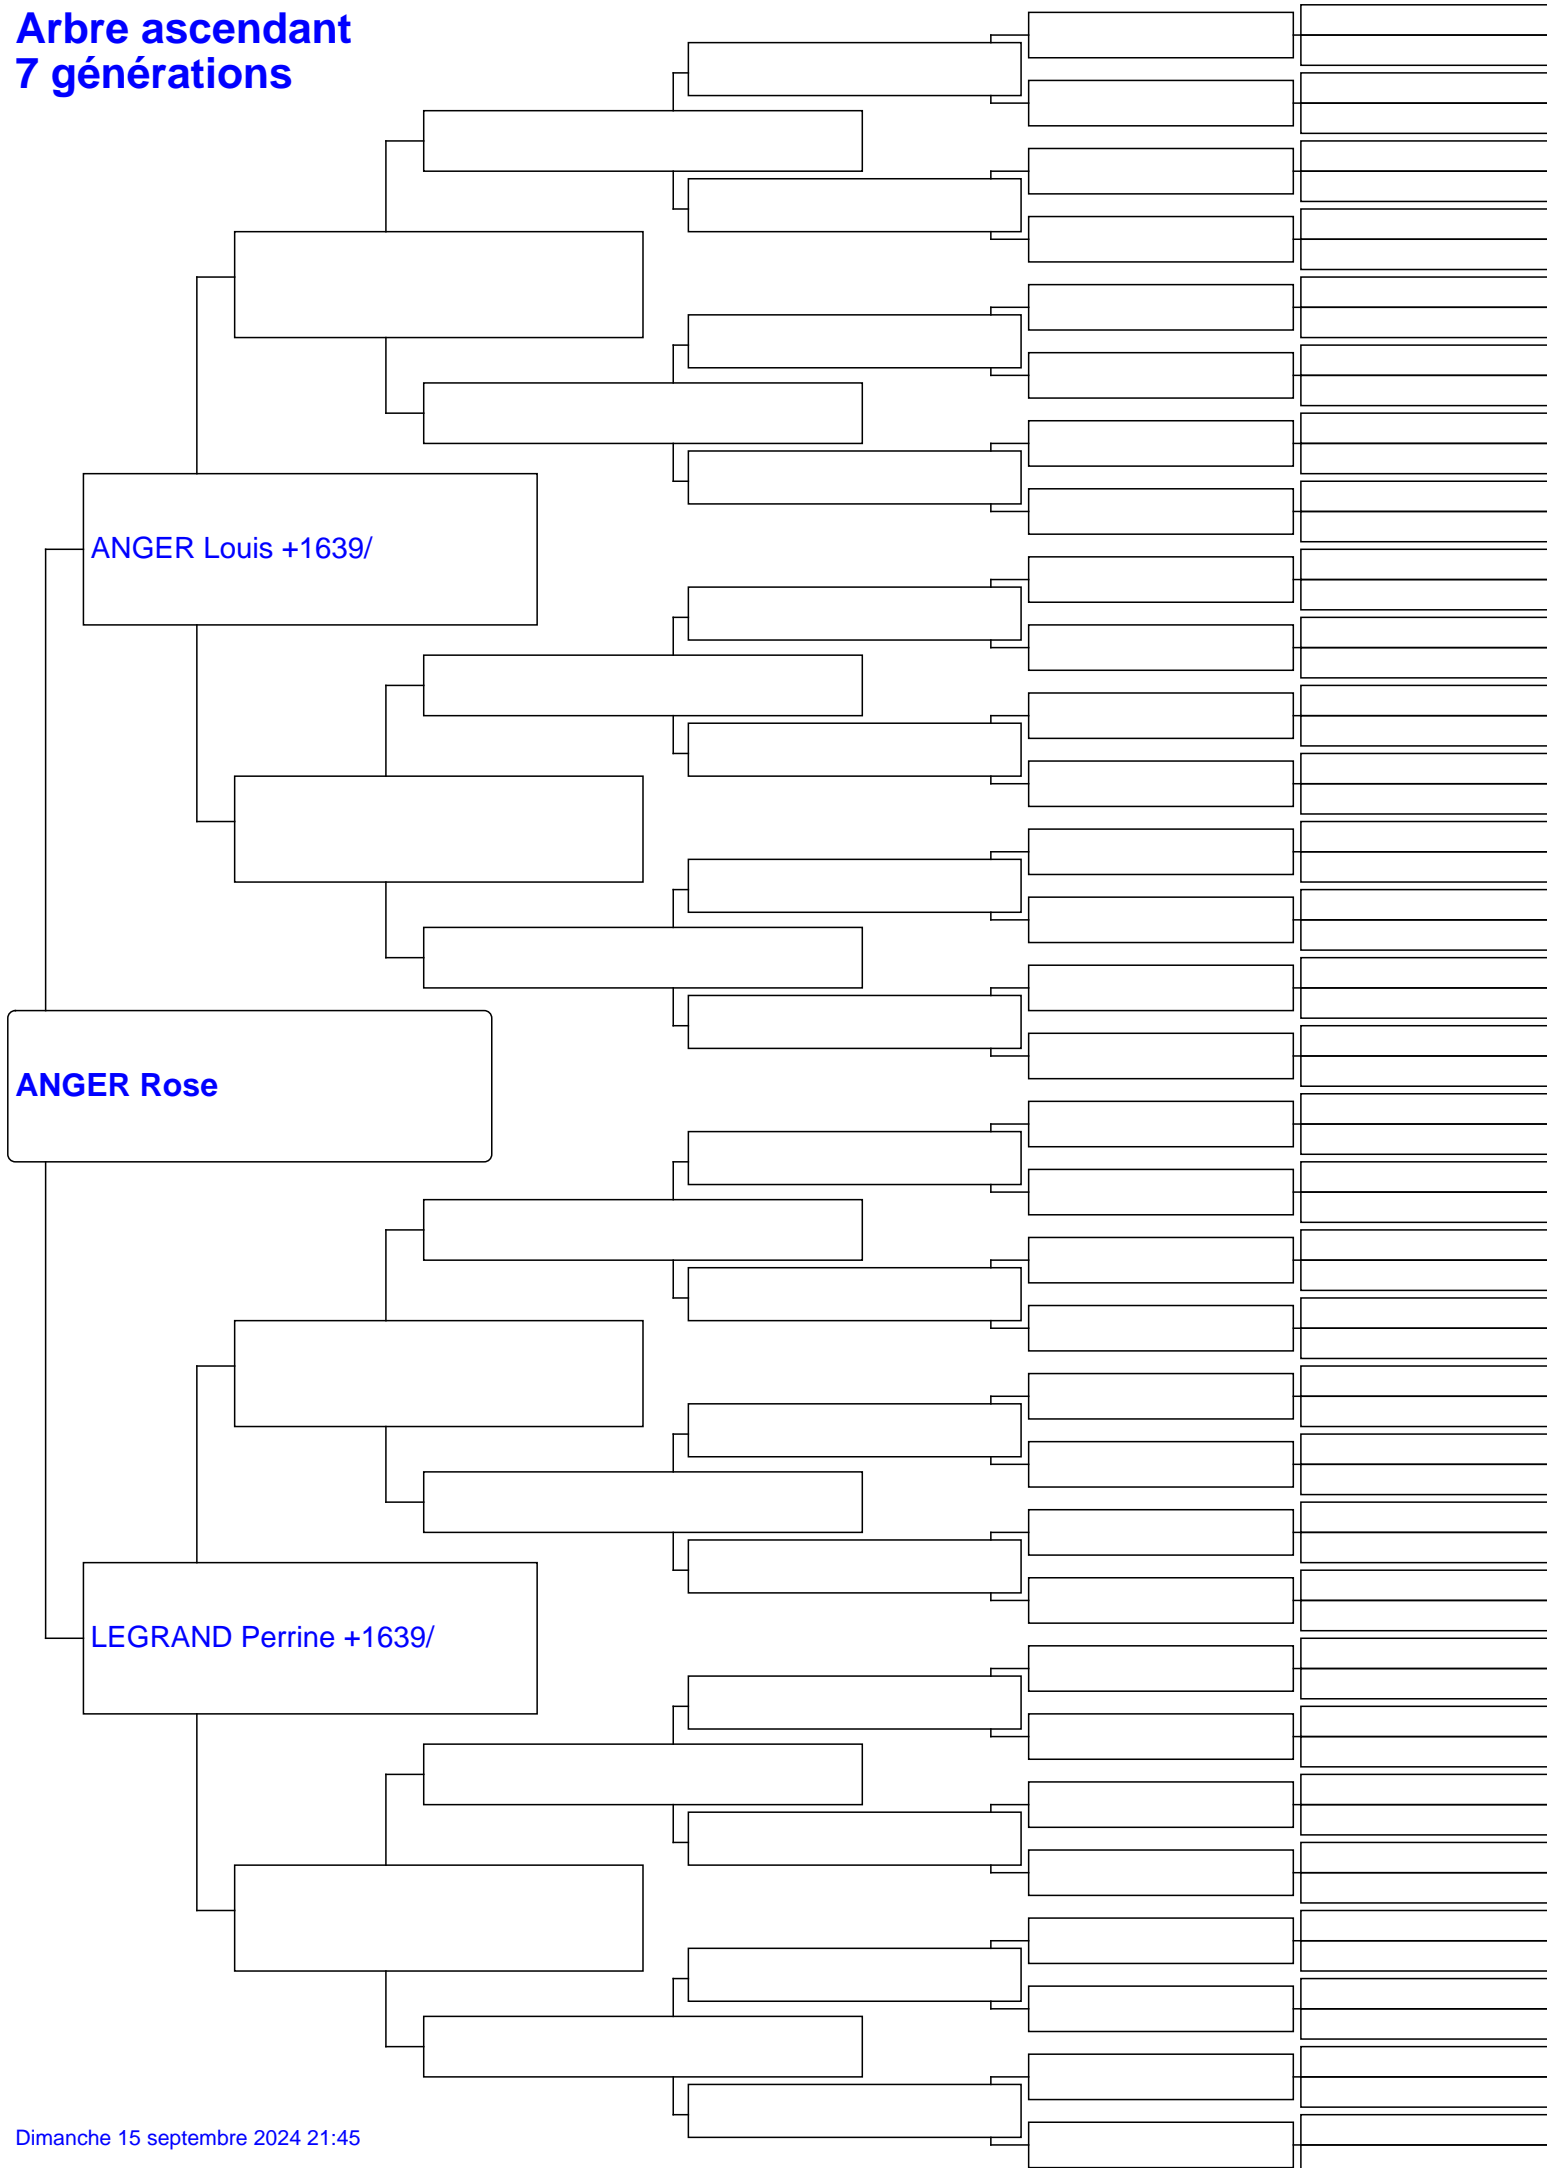 Arbre ascendant
7 générations
ANGER Louis +1639/
ANGER Rose
LEGRAND Perrine +1639/
Dimanche 15 septembre 2024 21:45